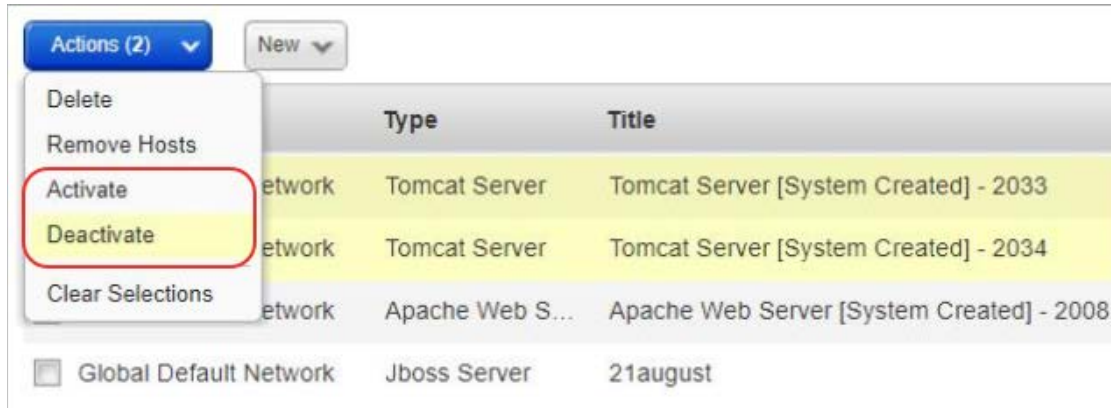 Actions (2) New
Delete
Type Title
Remove Hosts
Activate etwork Tomcat Server Tomcat Server [System Created] - 2033
Deactivate etwork Tomcat Server Tomcat Server [System Created] - 2034
Clear Selections etwork Apache Web S... Apache Web Server [System Created] - 2008
Global Default Network Jboss Server 21august